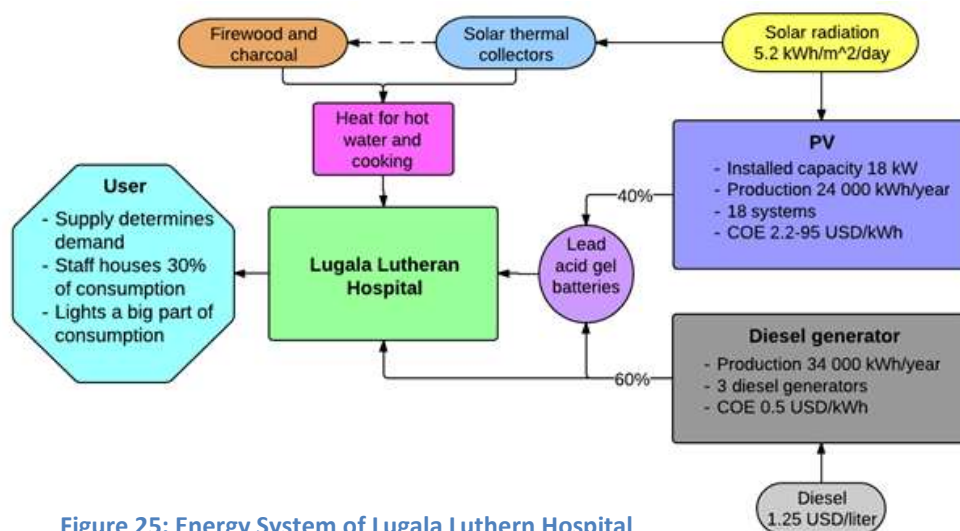 Firewood and
charcoal
Solar thermal
collectors
Solar radiation
5.2 kWh/m^2/day
Heat for hot
water and
cooking
PV
- Installed capacity 18 kW
- Production 24 000 kWh/year
- 18 systems
- COE 2.2-95 USD/kWh
40%
User
- Supply determines
demand
- Staff houses 30%
of consumption
- Lights a big part of
consumption
Lugala Lutheran
Hospital
Lead
acid gel
batteries
Diesel generator
- Production 34 000 kWh/year
- 3 diesel generators
- COE 0.5 USD/kWh
60%
Diesel
1.25 USD/liter
Figure 25: Energy System of Lugala Luthern Hospital